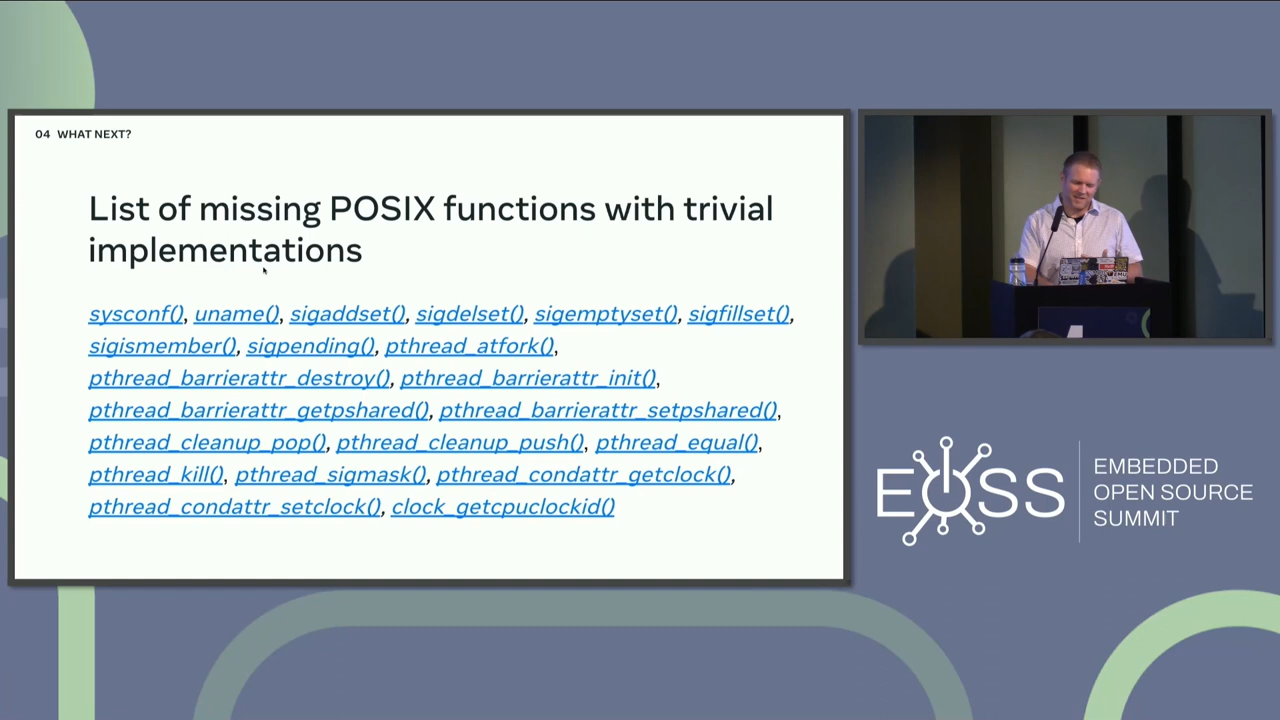 04 WHAT NEXT?
List of missing POSIX functions with trivial
implementations
sysconf(), uname(), sigaddset(), sigdelset(), sigemptyset(), sigfillset(),
sigismember(), sigpending(), pthread_atfork(),
pthread_barrierattr_destroy(), pthread_barrierattr_init(),
pthread_barrierattr_getpshared(), pthread_barrierattr_setpshared(),
pthread_cleanup_pop(), pthread_cleanup_push(), pthread_equal(),
pthread_kill(), pthread_sigmask(), pthread_condattr_getclock(),
pthread_condattr_setclock(), clock_getcpuclockid()
EOSS
EMBEDDED
OPEN SOURCE
SUMMIT